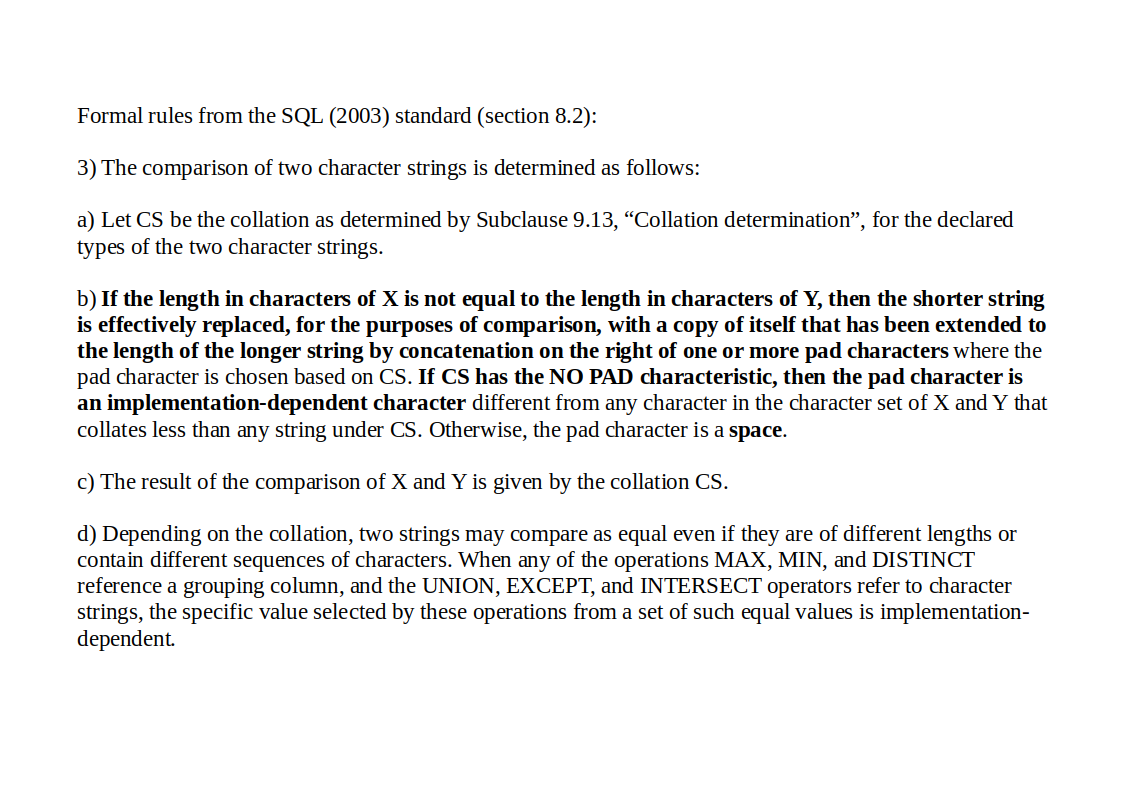 Formal rules from the SQL (2003) standard (section 8.2):
3) The comparison of two character strings is determined as follows:
a) Let CS be the collation as determined by Subclause 9.13, “Collation determination”, for the declared
types of the two character strings.
b) If the length in characters of X is not equal to the length in characters of Y, then the shorter string
is effectively replaced, for the purposes of comparison, with a copy of itself that has been extended to
the length of the longer string by concatenation on the right of one or more pad characters where the
pad character is chosen based on CS. If CS has the NO PAD characteristic, then the pad character is
an implementation-dependent character different from any character in the character set of X and Y that
collates less than any string under CS. Otherwise, the pad character is a space.
c) The result of the comparison of X and Y is given by the collation CS.
d) Depending on the collation, two strings may compare as equal even if they are of different lengths or
contain different sequences of characters. When any of the operations MAX, MIN, and DISTINCT
reference a grouping column, and the UNION, EXCEPT, and INTERSECT operators refer to character
strings, the specific value selected by these operations from a set of such equal values is implementation-
dependent.